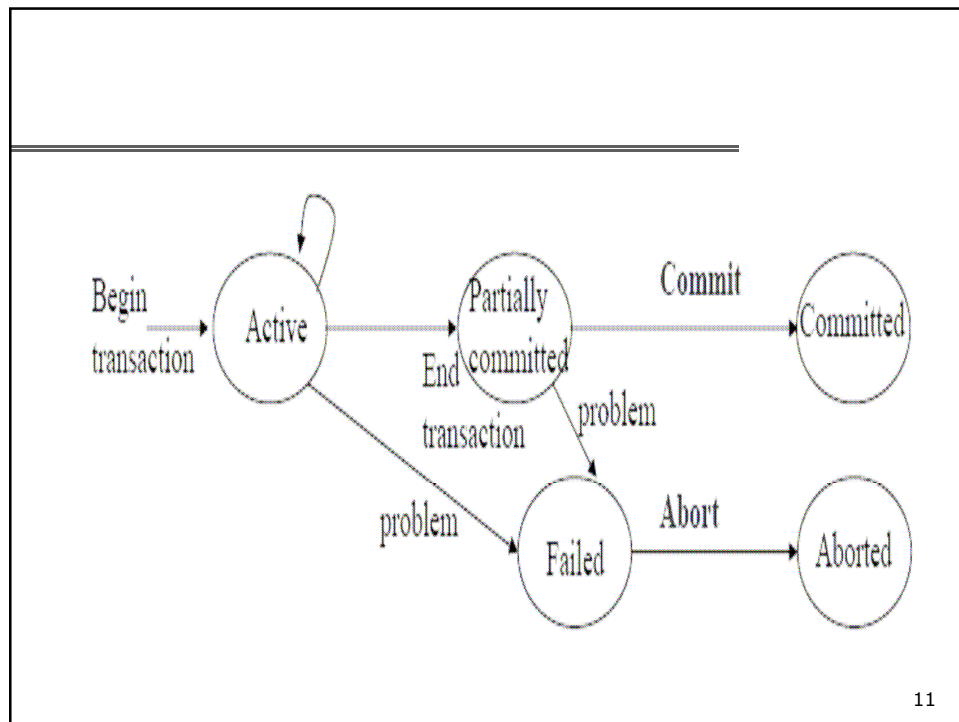 Begin
transaction
Active
Partially
committed
End
transaction
Commit
Committed
problem
problem
Failed
Abort
Aborted
11